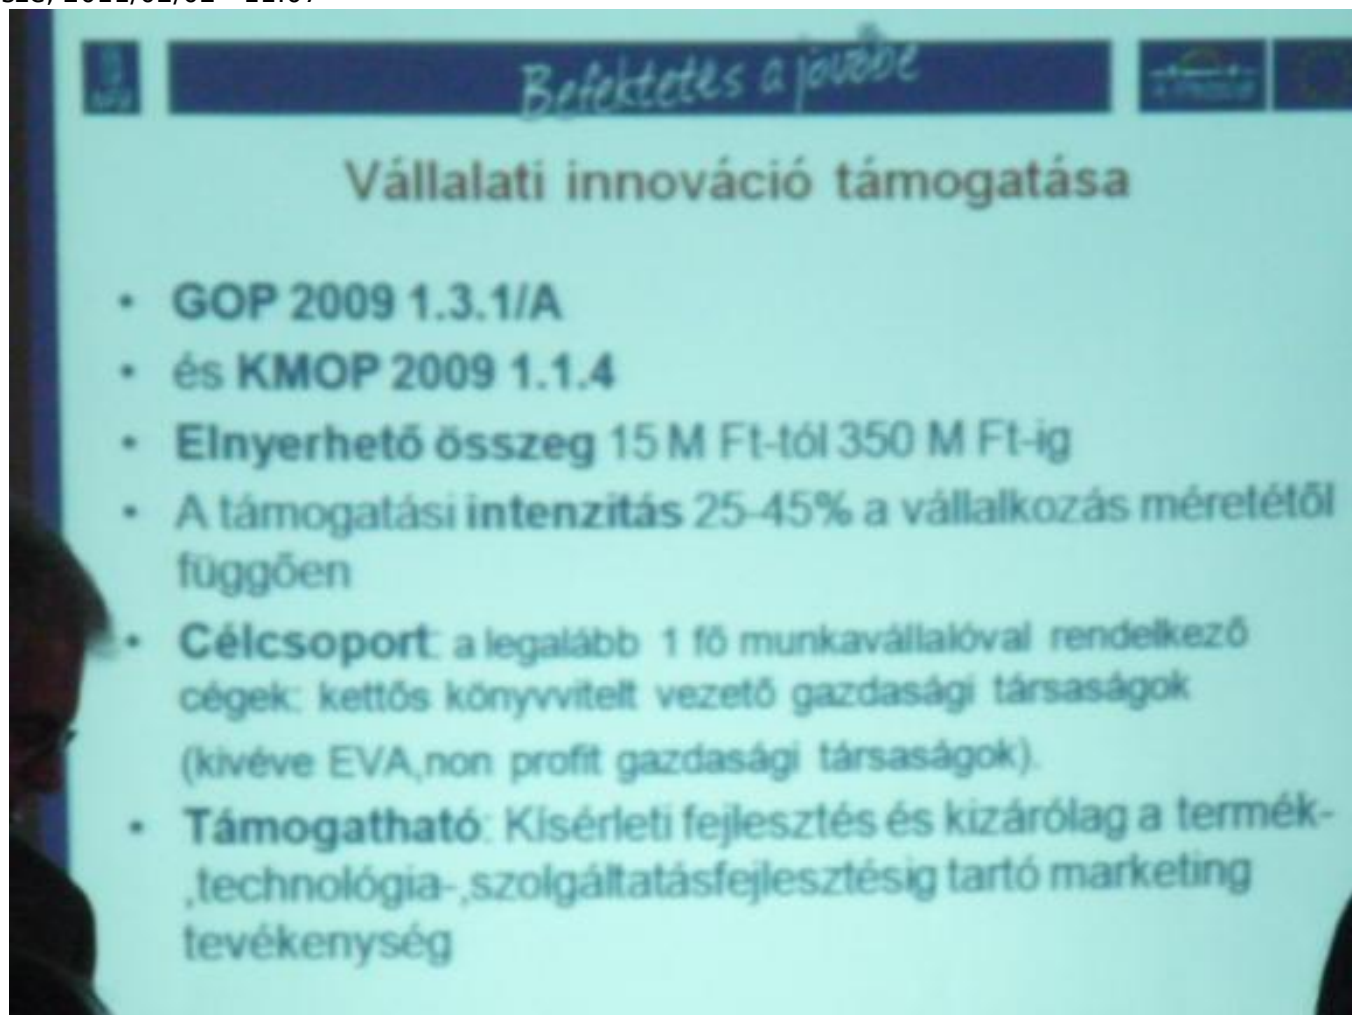 Befektetés a jövőbe
Vállalati innováció támogatása
• GOP 2009 1.3.1/A
• és KMOP 2009 1.1.4
• Elnyerhető összeg 15 M Ft-tól 350 M Ft-ig
• A támogatási intenzitás 25-45% a vállalkozás méretétől
függően
• Célcsoport: a legalább 1 fő munkavállalóval rendelkező
cégek: kettős könyvvitelt vezető gazdasági társaságok
(kivéve EVA,non profit gazdasági társaságok).
• Támogatható: Kísérleti fejlesztés és kizárólag a termék-
,technológia-,szolgáltatásfejlesztésig tartó marketing
tevékenység